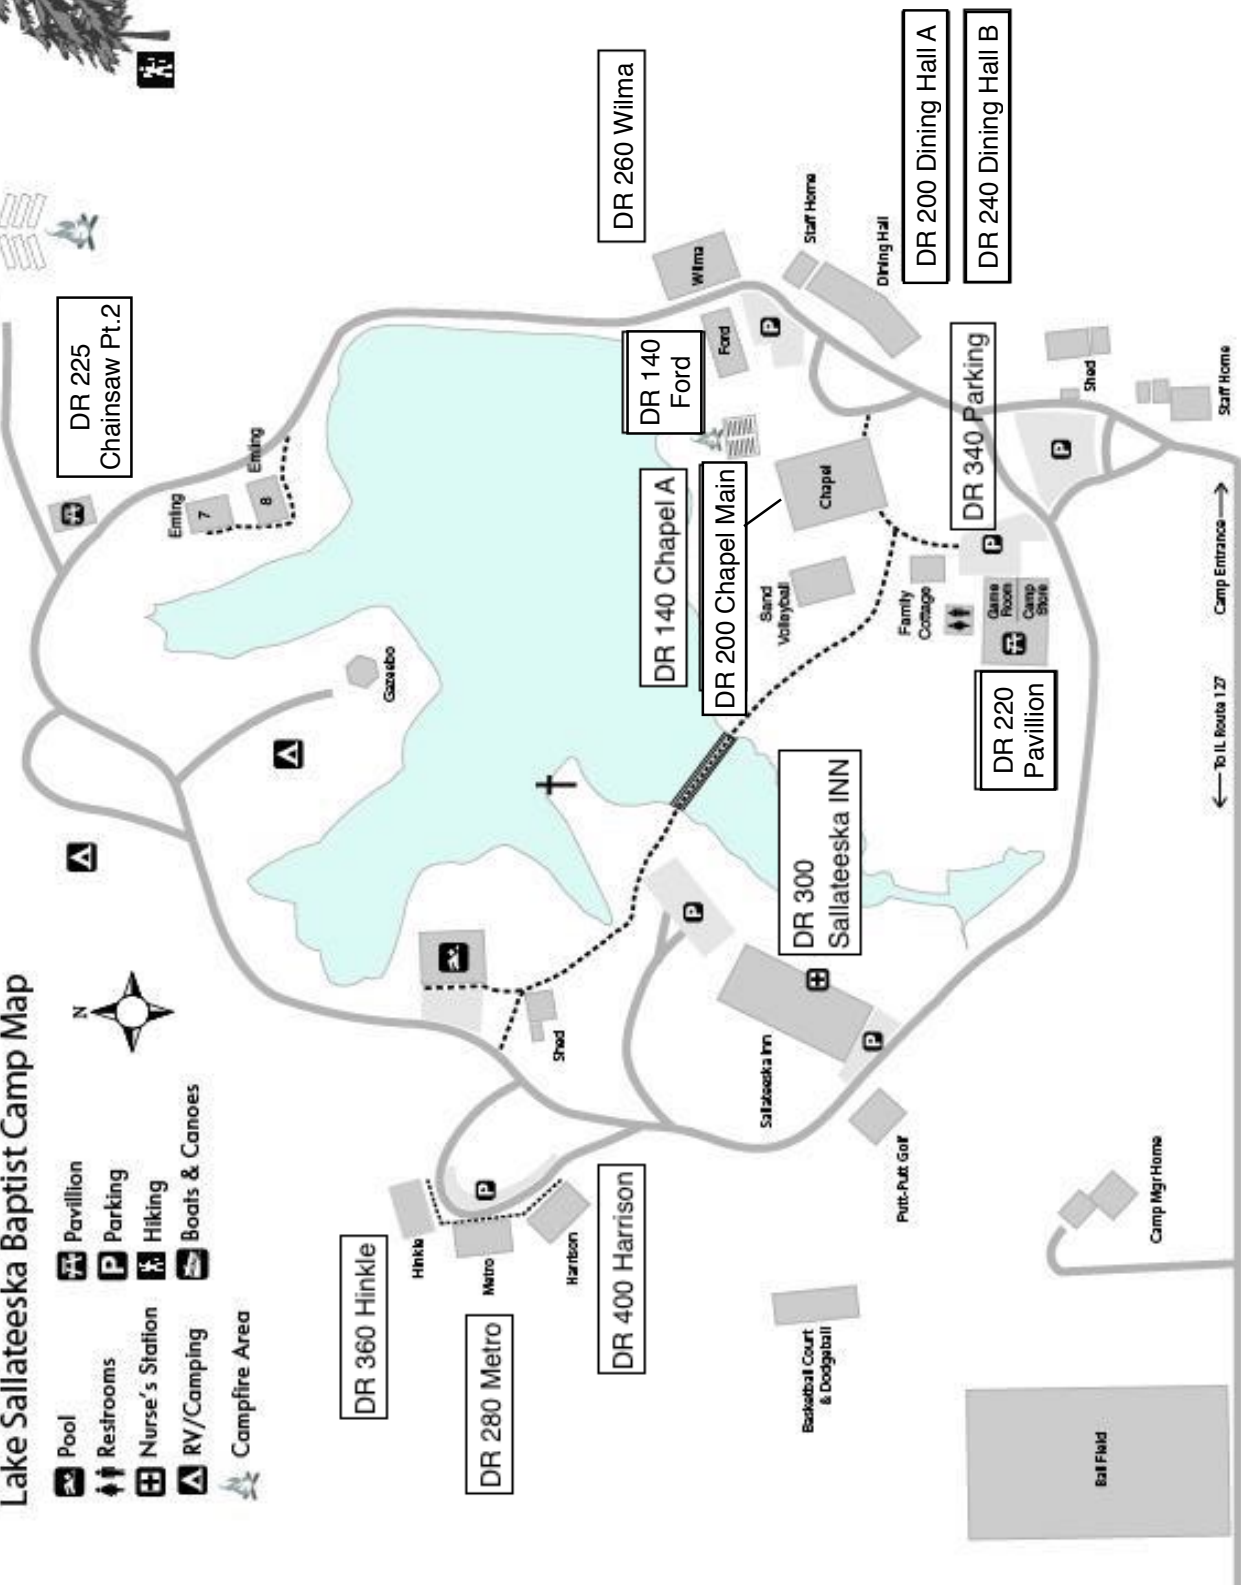 Lake Sallateeska Baptist Camp Map
Pool
Restrooms
Nurse's Station
RV/Camping
Campfire Area
Pavillion
Parking
Hiking
Boats & Canoes
N
DR 225
Chainsaw Pt.2
Emling
7
Emling
8
Gazeebo
DR 360 Hinkle
Hinkle
DR 280 Metro
Metro
DR 400 Harrison
Harrison
P
Shed
P
DR 260 Wilma
Wilma
DR 140
Ford
Ford
P
Staff Home
Dining Hall
DR 200 Dining Hall A
DR 240 Dining Hall B
DR 140 Chapel A
DR 200 Chapel Main
Chapel
Sand
Volleyball
Family
Cottage
DR 340 Parking
P
P
Shed
Staff Home
Game
Room
Camp
Store
DR 220
Pavillion
DR 300
Sallateeska INN
Sallateeska Inn
P
Putt-Putt Golf
Basketball Court
& Dodgeball
Camp Mgr Home
Ball Field
← To IL Route 127
Camp Entrance →